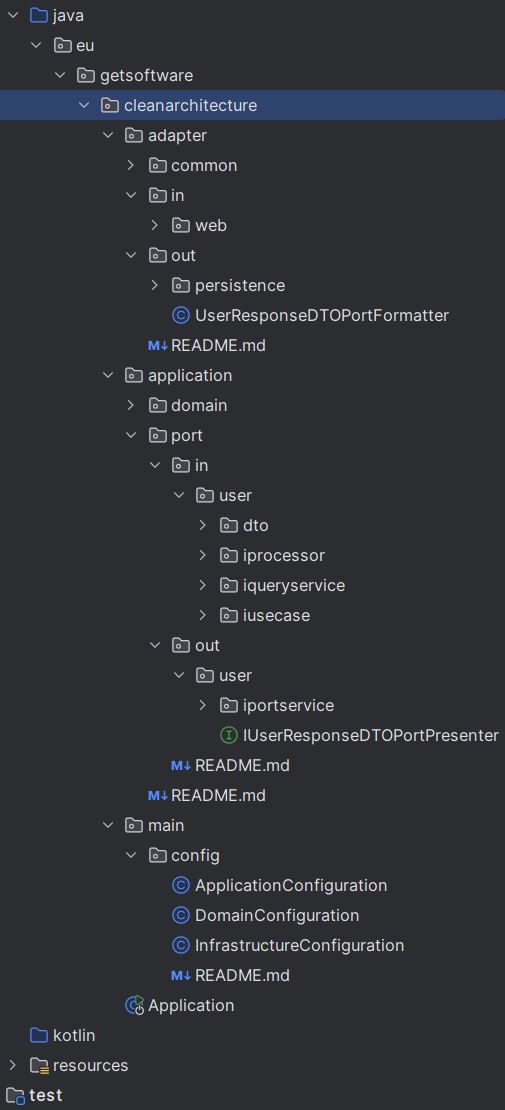 java
eu
getsoftware
cleanarchitecture
adapter
common
in
web
out
persistence
UserResponseDTOPortFormatter
README.md
application
domain
port
in
user
dto
iprocessor
iqueryservice
iusecase
out
user
iportservice
IUserResponseDTOPortPresenter
README.md
README.md
main
config
ApplicationConfiguration
DomainConfiguration
InfrastructureConfiguration
README.md
Application
kotlin
resources
test